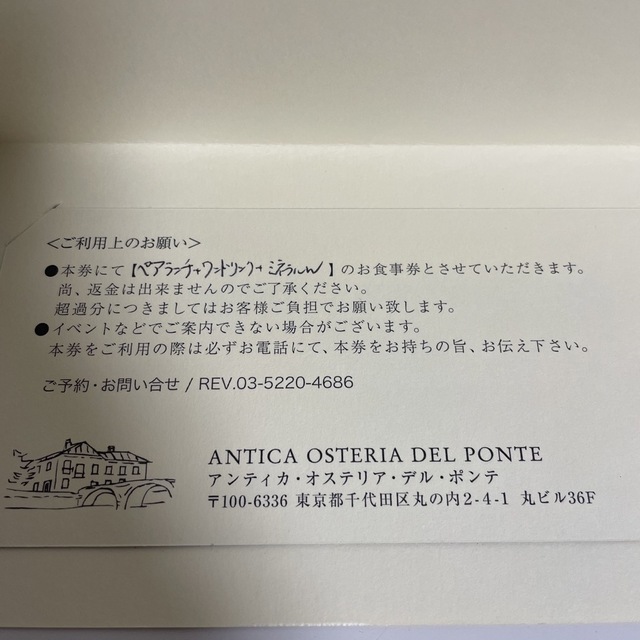 <ご利用上のお願い>
●本券にて【ペアランチ+ワンドリンク+ミネラルW】のお食事券とさせていただきます。
尚、返金は出来ませんのでご了承ください。
超過分につきましてはお客様ご負担でお願い致します。
●イベントなどでご案内できない場合がございます。
本券をご利用の際は必ずお電話にて、本券をお持ちの旨、お伝え下さい。
ご予約・お問い合せ / REV.03-5220-4686
ANTICA OSTERIA DEL PONTE
アンティカ・オステリア・デル・ポンテ
〒100-6336 東京都千代田区丸の内2-4-1 丸ビル36F